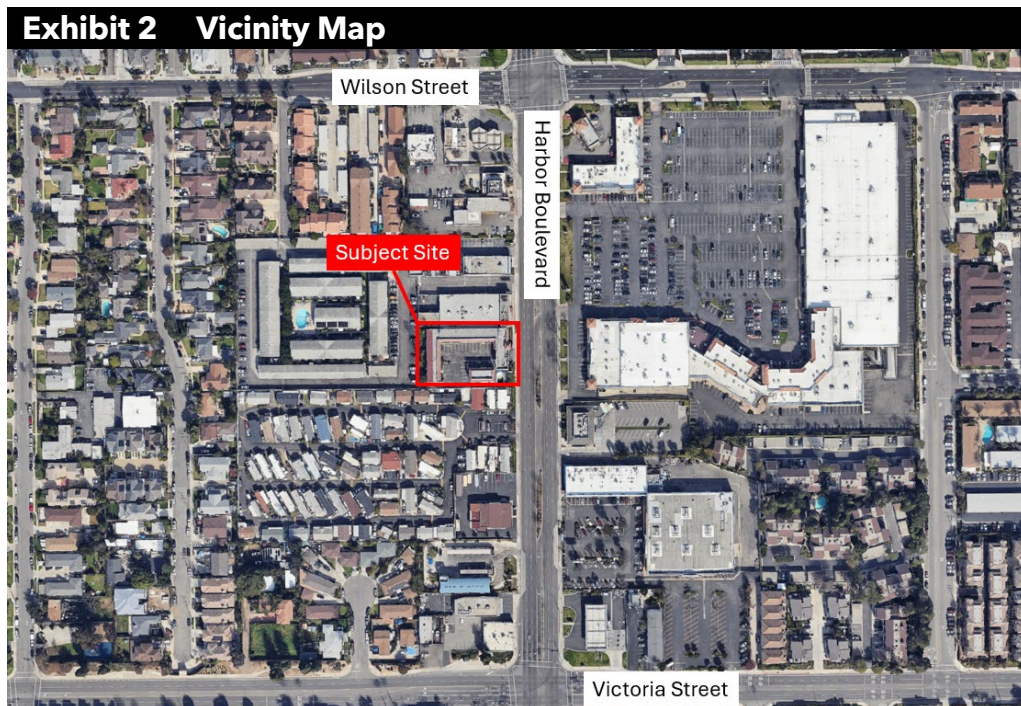 Exhibit 2 Vicinity Map
Wilson Street
Harbor Boulevard
Subject Site
Victoria Street